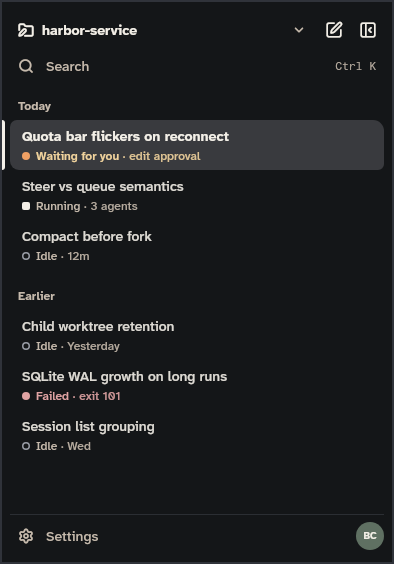 harbor-service
Search Ctrl K
Today
Quota bar flickers on reconnect
Waiting for you · edit approval
Steer vs queue semantics
Running · 3 agents
Compact before fork
Idle · 12m
Earlier
Child worktree retention
Idle · Yesterday
SQLite WAL growth on long runs
Failed · exit 101
Session list grouping
Idle · Wed
Settings BC